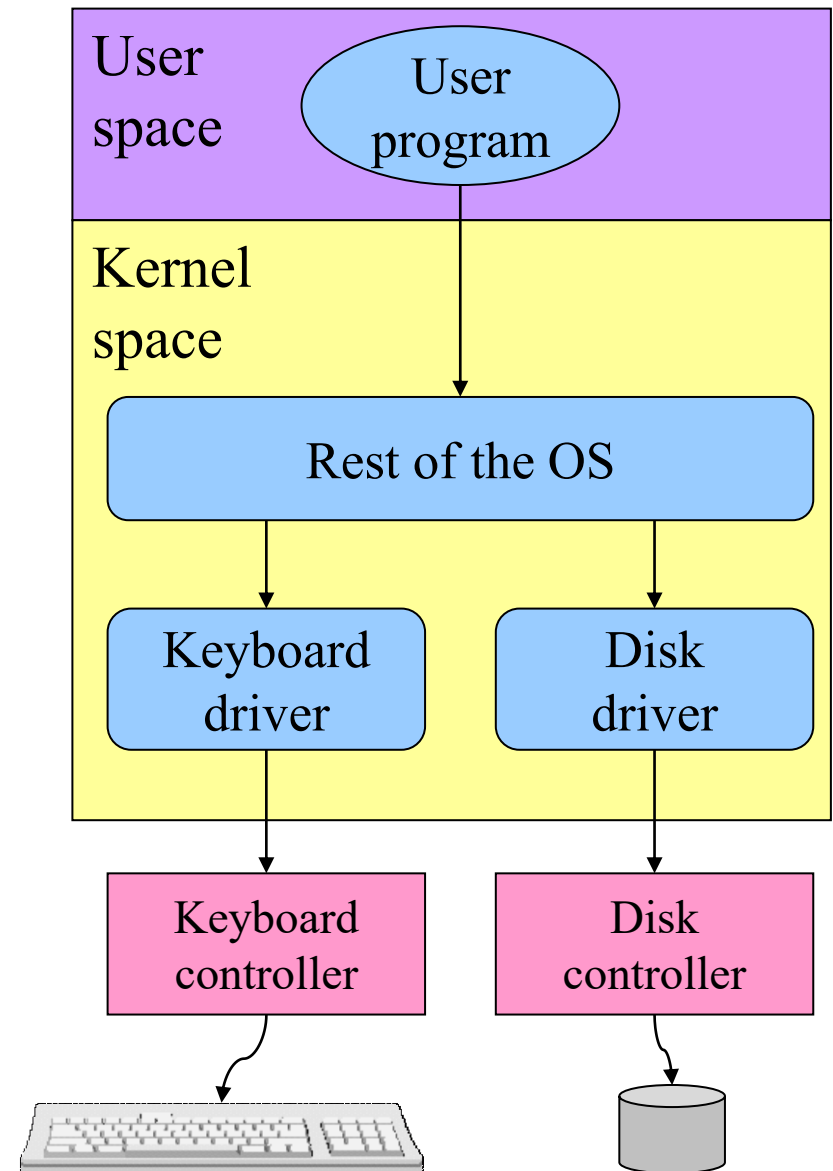 User
space
User
program
Kernel
space
Rest of the OS
Keyboard
driver
Disk
driver
Keyboard
controller
Disk
controller